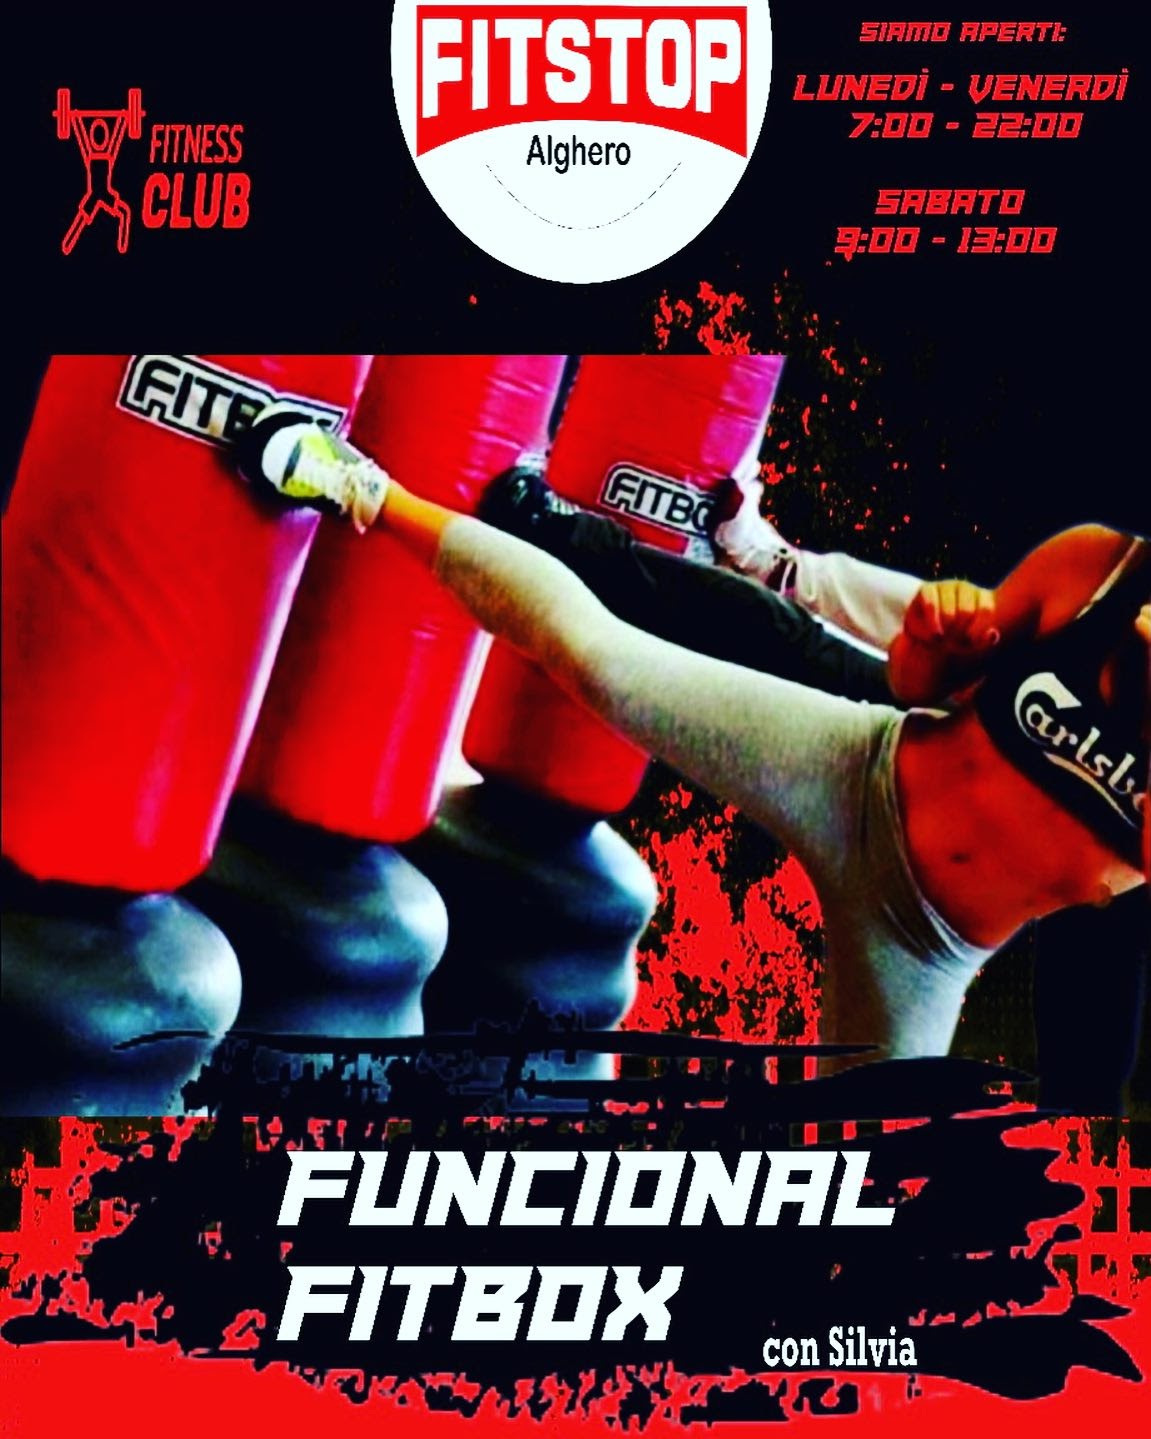 FITSTOP
Alghero
FITNESS
CLUB
SIAMO APERTI:
LUNEDÌ - VENERDÌ
7:00 - 22:00
SABATO
9:00 - 13:00
FITBO
Carlsbe
FUNCIONAL
FITBOX
con Silvia